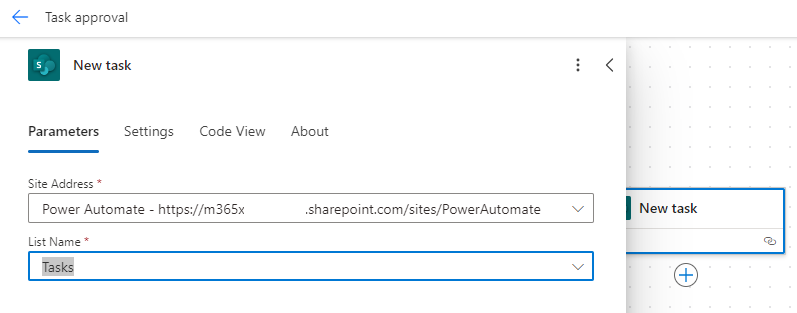 Task approval
New task
Parameters Settings Code View About
Site Address *
Power Automate - https://m365x .sharepoint.com/sites/PowerAutomate
List Name *
Tasks
New task